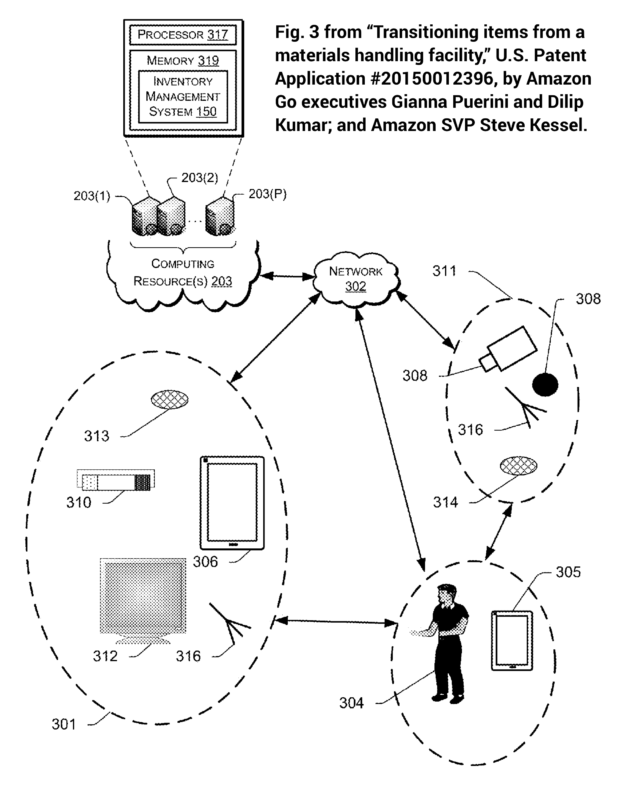 Fig. 3 from “Transitioning items from a
materials handling facility,” U.S. Patent
Application #20150012396, by Amazon
Go executives Gianna Puerini and Dilip
Kumar; and Amazon SVP Steve Kessel.
PROCESSOR 317
MEMORY 319
INVENTORY
MANAGEMENT
SYSTEM 150
203(2)
203(1)
203(P)
...
COMPUTING
RESOURCE(S) 203
NETWORK
302
311
308
308
316
314
313
310
306
312
316
301
305
304